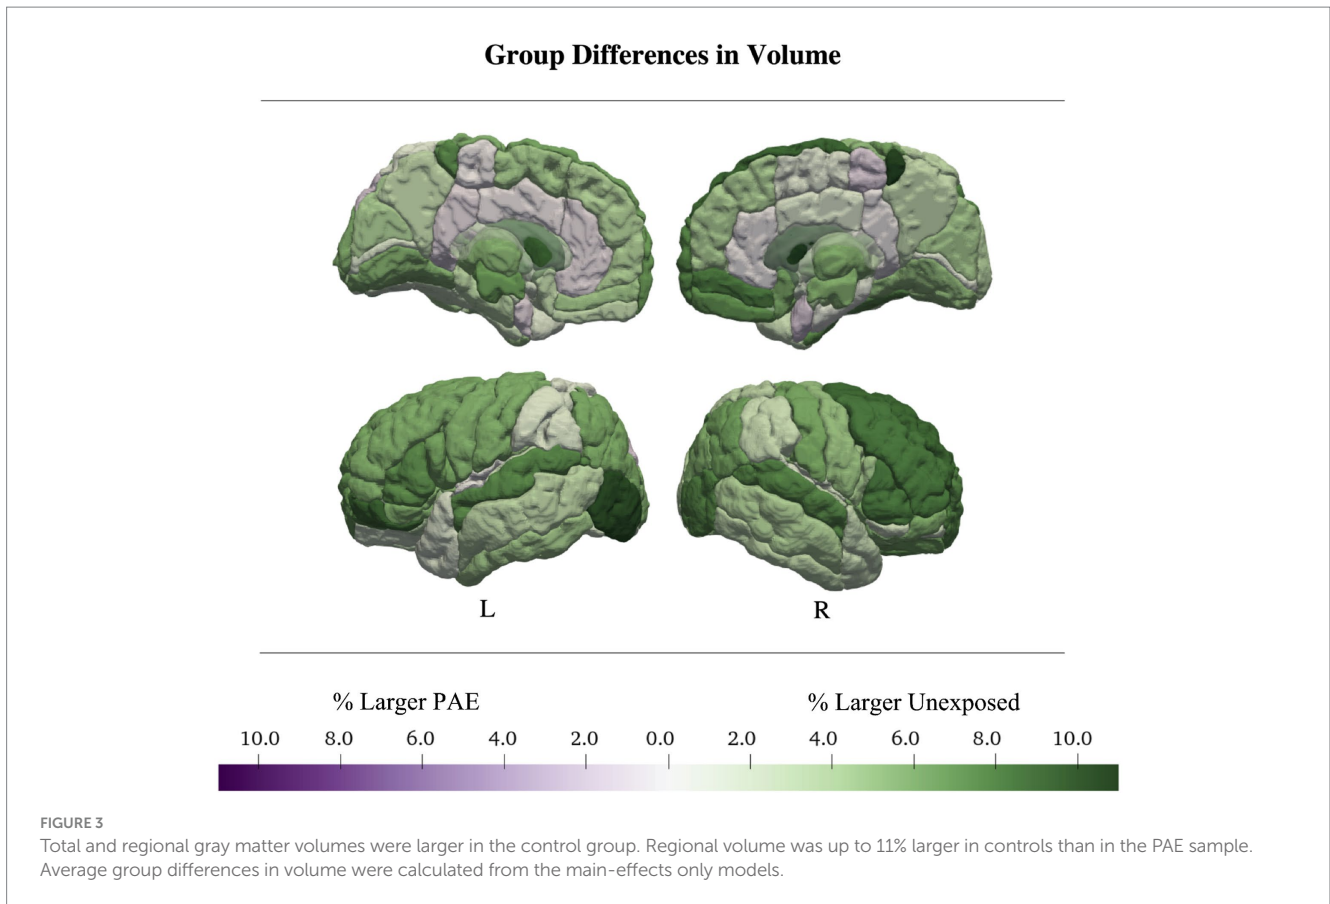 Group Differences in Volume
L R
% Larger PAE % Larger Unexposed
10.0 8.0 6.0 4.0 2.0 0.0 2.0 4.0 6.0 8.0 10.0
FIGURE 3
Total and regional gray matter volumes were larger in the control group. Regional volume was up to 11% larger in controls than in the PAE sample.
Average group differences in volume were calculated from the main-effects only models.